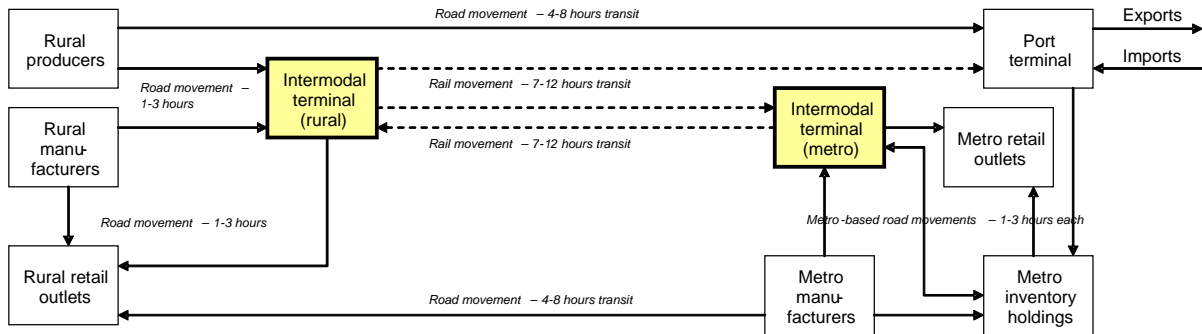 Road movement – 4-8 hours transit
Exports
Rural
producers
Port
terminal
Imports
Road movement –
1-3 hours
Intermodal
terminal
(rural)
Rail movement – 7-12 hours transit
Intermodal
terminal
(metro)
Rural
manu-
facturers
Rail movement – 7-12 hours transit
Metro retail
outlets
Road movement – 1-3 hours
Metro-based road movements – 1-3 hours each
Rural retail
outlets
Road movement – 4-8 hours transit
Metro
manu-
facturers
Metro
inventory
holdings